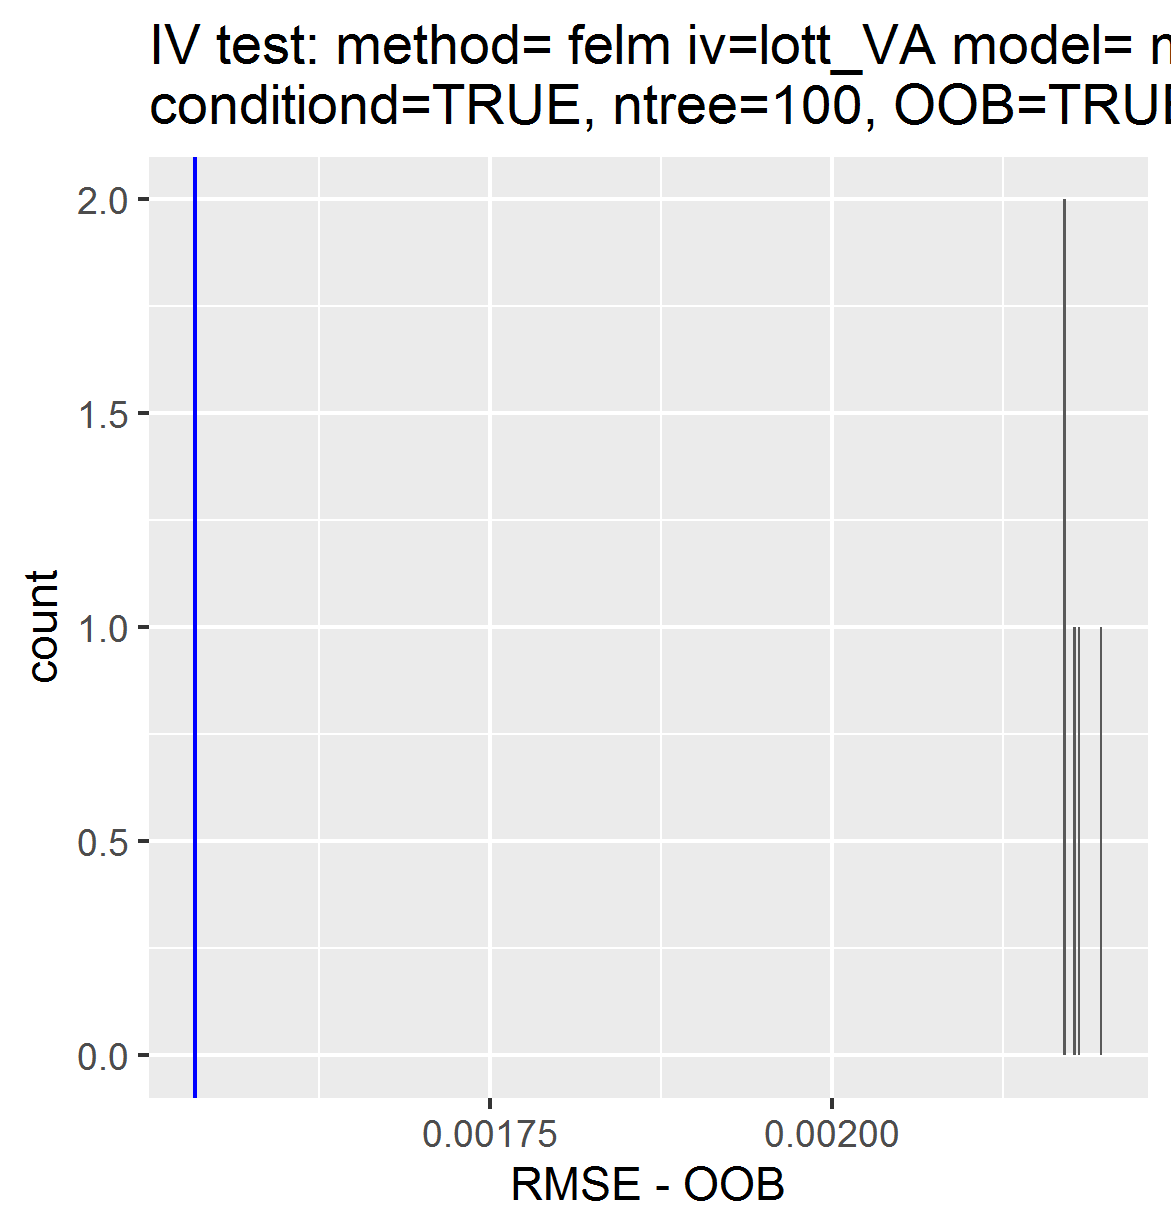 IV test: method= felm iv=lott_VA model=
conditiond=TRUE, ntree=100, OOB=TRUE
2.0
1.5
1.0
0.5
0.0
count
0.00175
0.00200
RMSE - OOB